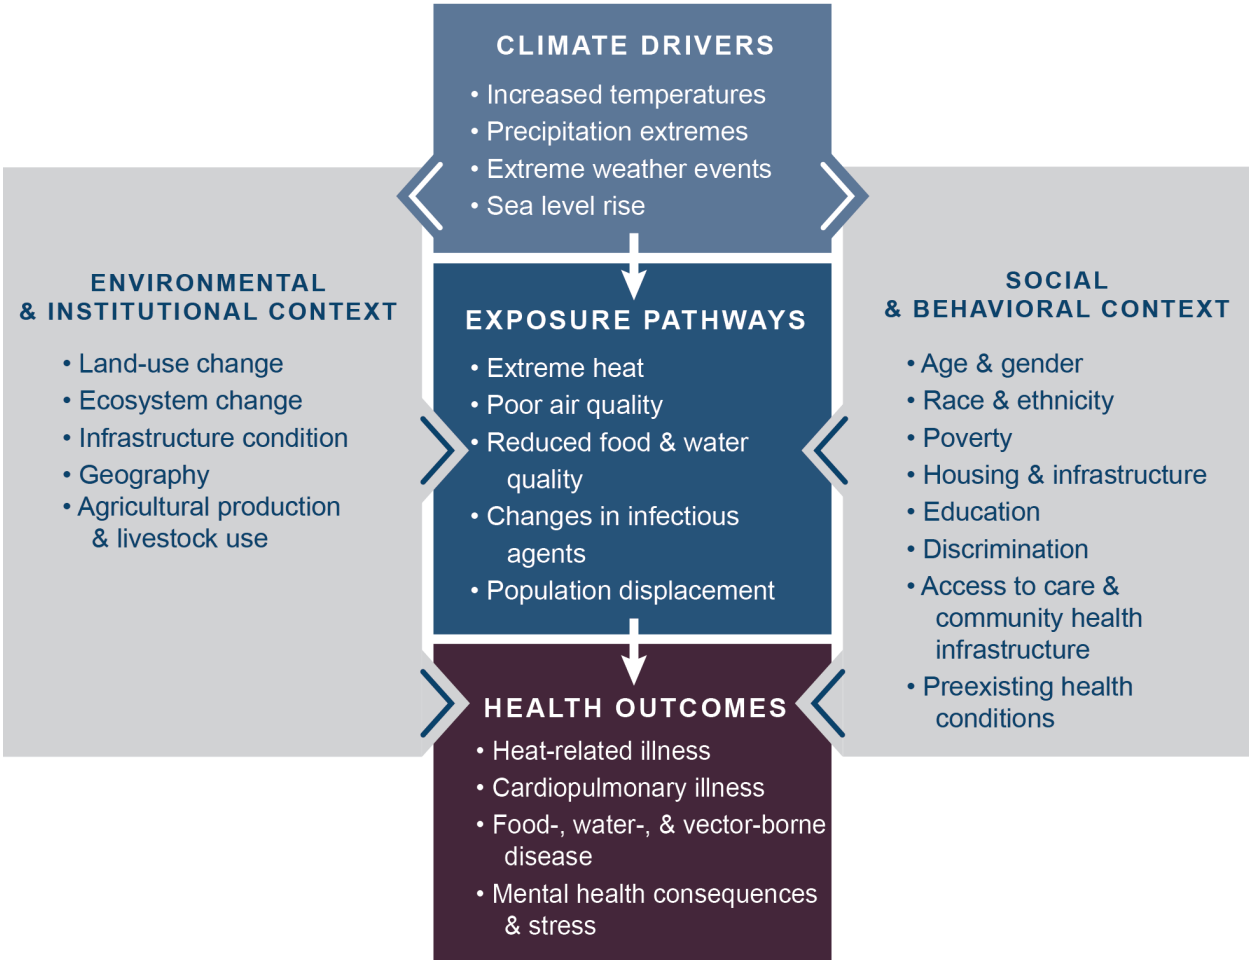 CLIMATE DRIVERS
• Increased temperatures
• Precipitation extremes
• Extreme weather events
• Sea level rise
ENVIRONMENTAL
& INSTITUTIONAL CONTEXT
• Land-use change
• Ecosystem change
• Infrastructure condition
• Geography
• Agricultural production
& livestock use
EXPOSURE PATHWAYS
• Extreme heat
• Poor air quality
• Reduced food & water
quality
• Changes in infectious
agents
• Population displacement
SOCIAL
& BEHAVIORAL CONTEXT
• Age & gender
• Race & ethnicity
• Poverty
• Housing & infrastructure
• Education
• Discrimination
• Access to care &
community health
infrastructure
• Preexisting health
conditions
HEALTH OUTCOMES
• Heat-related illness
• Cardiopulmonary illness
• Food-, water-, & vector-borne
disease
• Mental health consequences
& stress